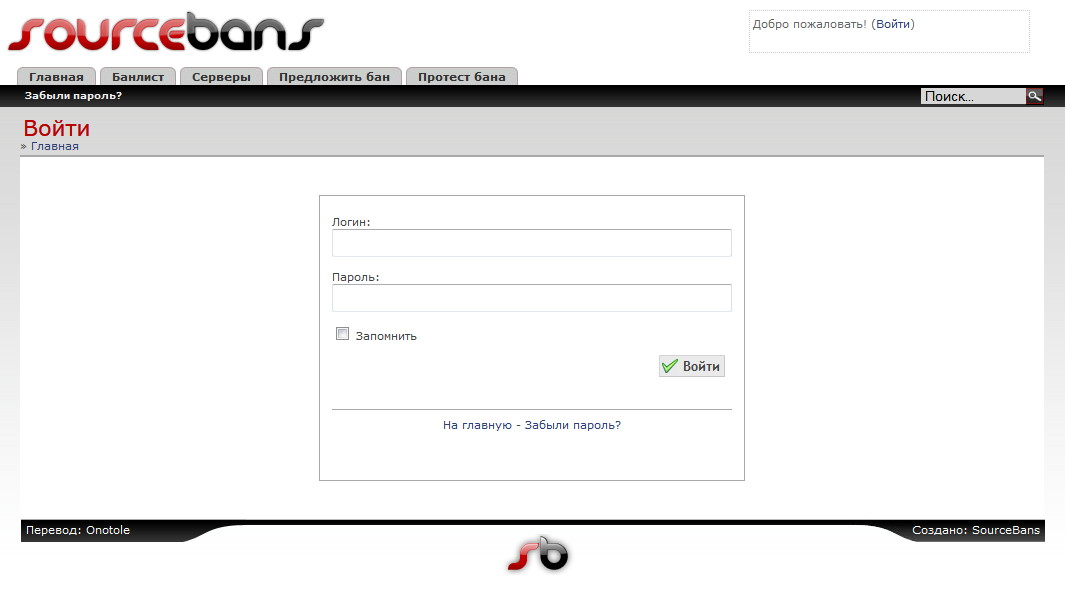 sourcebans
Добро пожаловать! (Войти)
Главная Банлист Серверы Предложить бан Протест бана
Забыли пароль? Поиск...
Войти
» Главная
Логин:
Пароль:
Запомнить
Войти
На главную - Забыли пароль?
Перевод: Onotole Создано: SourceBans
sb